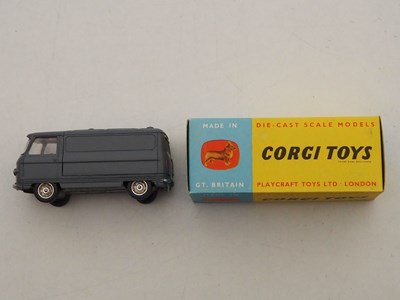 MADE IN
DIE-CAST SCALE MODELS
CORGI TOYS
GT. BRITAIN
PLAYCRAFT TOYS LTD · LONDON